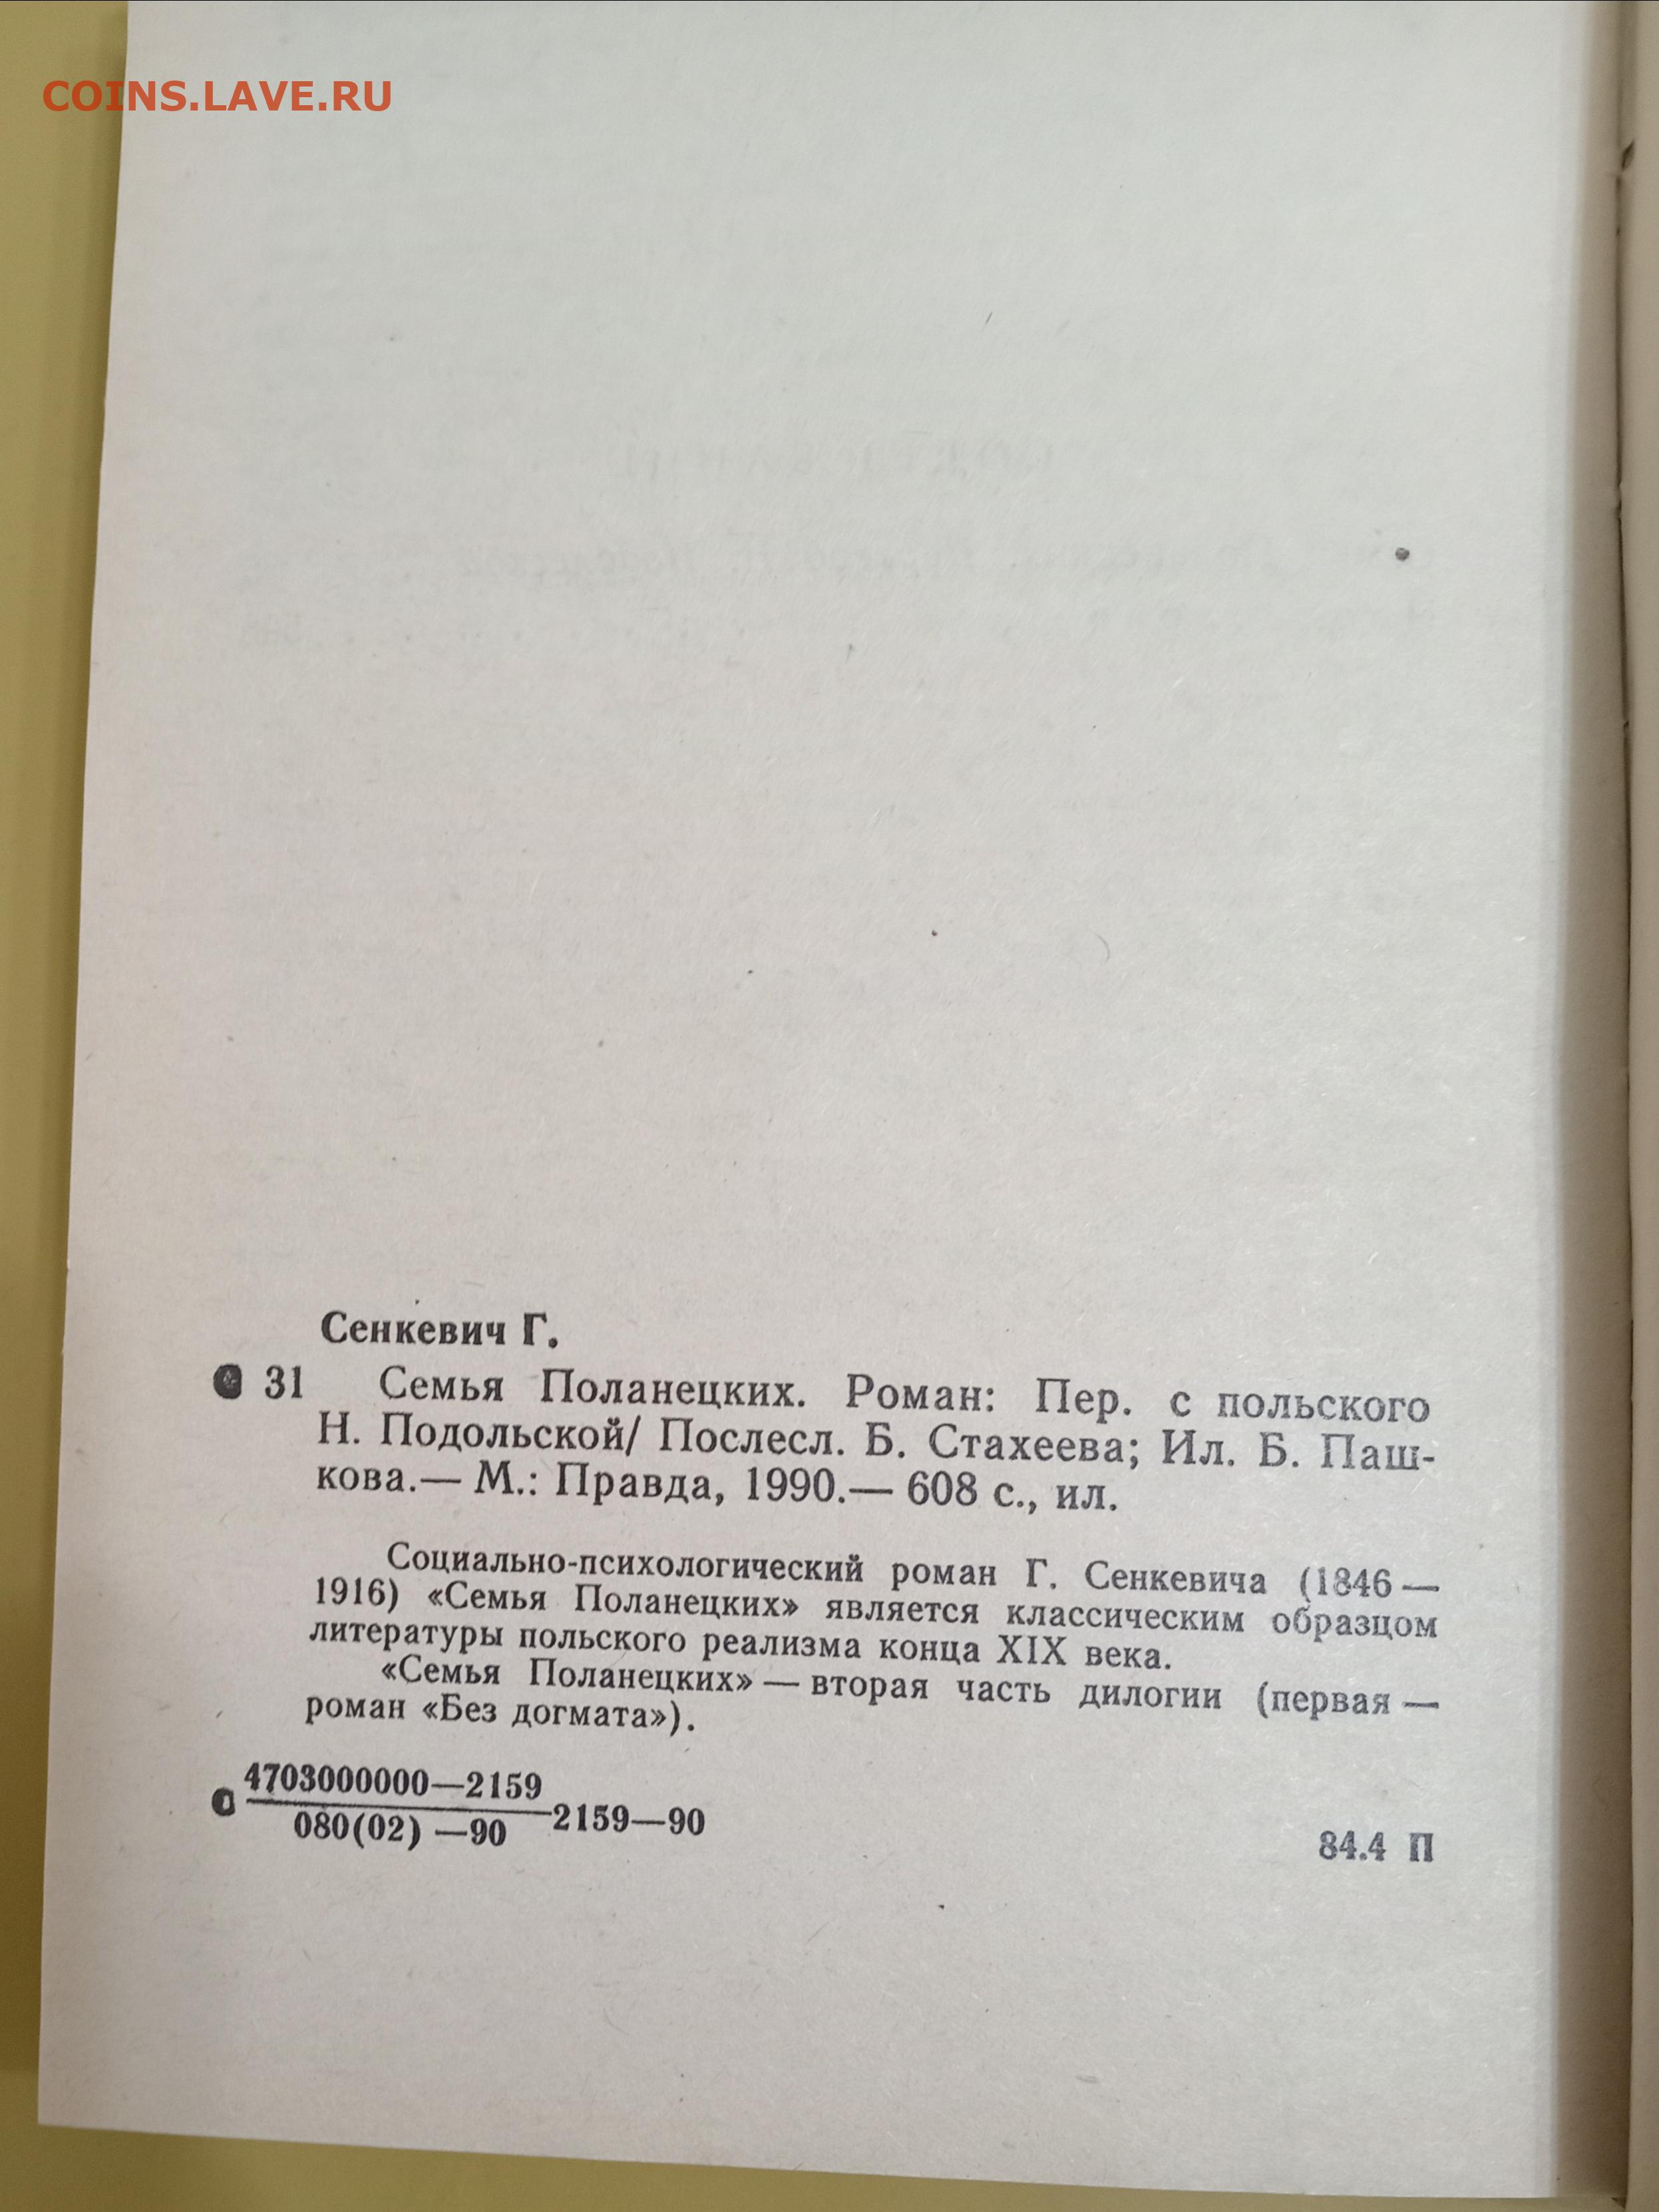 COINS.LAVE.RU
Сенкевич Г.
С 31 Семья Поланецких. Роман: Пер. с польского
Н. Подольской/ Послесл. Б. Стахеева; Ил. Б. Паш-
кова.— М.: Правда, 1990.— 608 с., ил.
Социально-психологический роман Г. Сенкевича (1846—
1916) «Семья Поланецких» является классическим образцом
литературы польского реализма конца XIX века.
«Семья Поланецких» — вторая часть дилогии (первая —
роман «Без догмата»).
4703000000—2159
080(02) —90
2159—90
84.4 П